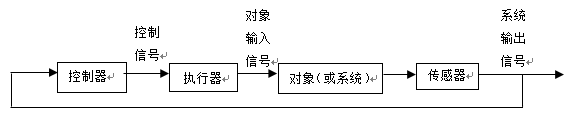 控制
信号
对象
输入
信号
系统
输出
信号
控制器
执行器
对象（或系统）
传感器